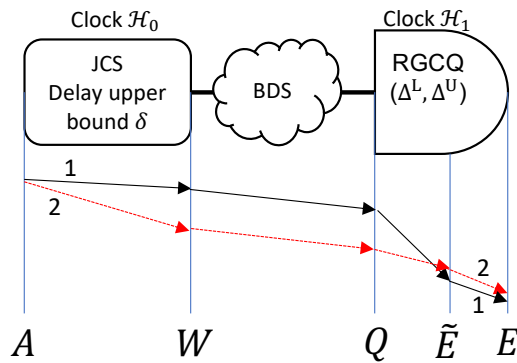 Clock ℋ₀
Clock ℋ₁
JCS
Delay upper
bound δ
BDS
RGCQ
(Δᴸ, Δᵁ)
1
2
2
1
A
W
Q
Ẽ
E